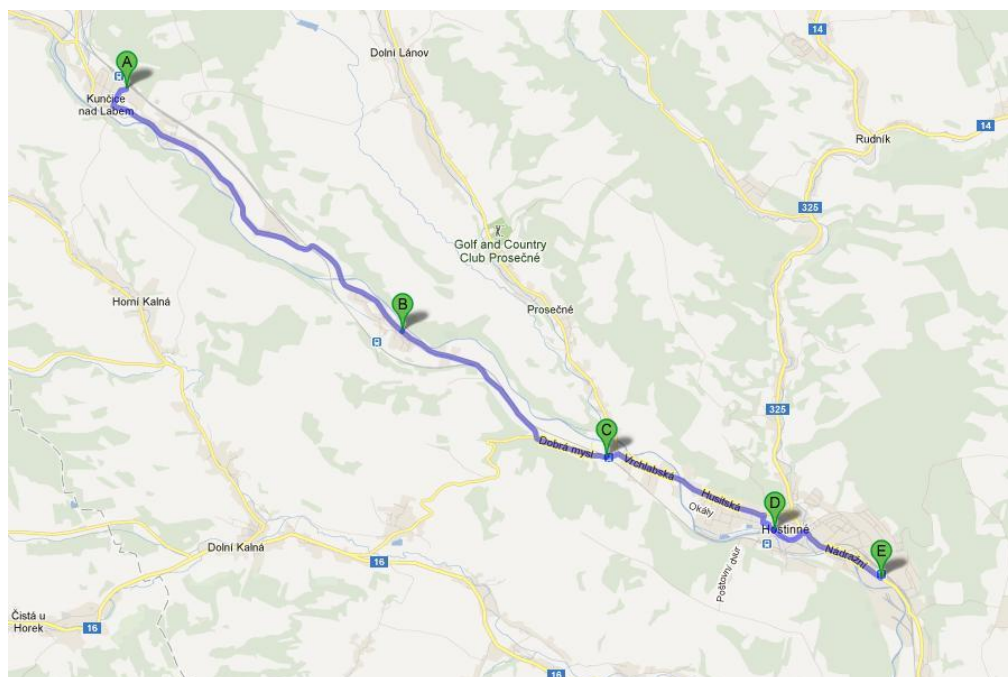 14
Dolní Lánov
A
Kunčice
nad Labem
14
Rudník
325
Golf and Country
Club Prosečné
Horní Kalná
B
Prosečné
325
C
Dobrá mysl
Vrchlabská
Husitská
Okály
D
Hostinné
Poštovní dvůr
Nádražní
E
Dolní Kalná
16
Čistá u
Horek
16
16